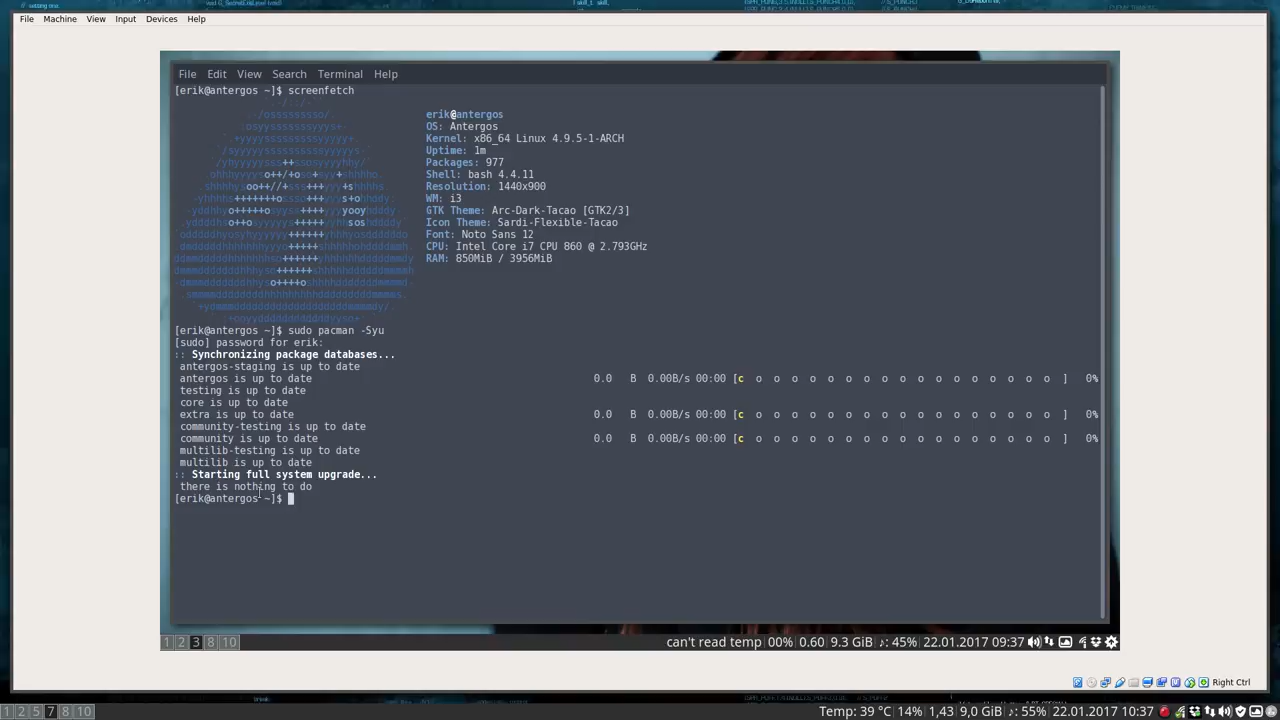 File Machine View Input Devices Help
File Edit View Search Terminal Help
[erik@antergos ~]$ screenfetch
erik@antergos
OS: Antergos
Kernel: x86_64 Linux 4.9.5-1-ARCH
Uptime: 1m
Packages: 977
Shell: bash 4.4.11
Resolution: 1440x900
WM: i3
GTK Theme: Arc-Dark-Tacao [GTK2/3]
Icon Theme: Sardi-Flexible-Tacao
Font: Noto Sans 12
CPU: Intel Core i7 CPU 860 @ 2.793GHz
RAM: 850MiB / 3956MiB
[erik@antergos ~]$ sudo pacman -Syu
[sudo] password for erik:
:: Synchronizing package databases...
antergos-staging is up to date
antergos is up to date 0.0 B 0.00B/s 00:00 [c o o o o o o o o o o o o o o o o o ] 0%
testing is up to date
core is up to date
extra is up to date 0.0 B 0.00B/s 00:00 [c o o o o o o o o o o o o o o o o o ] 0%
community-testing is up to date
community is up to date 0.0 B 0.00B/s 00:00 [c o o o o o o o o o o o o o o o o o ] 0%
multilib-testing is up to date
multilib is up to date
:: Starting full system upgrade...
there is nothing to do
[erik@antergos ~]$
1 2 3 8 10 can't read temp 00% 0.60 9.3 GiB ♪: 45% 22.01.2017 09:37
Right Ctrl
1 2 5 7 8 10 Temp: 39 °C 14% 1,43 9,0 GiB ♪: 55% 22.01.2017 10:37